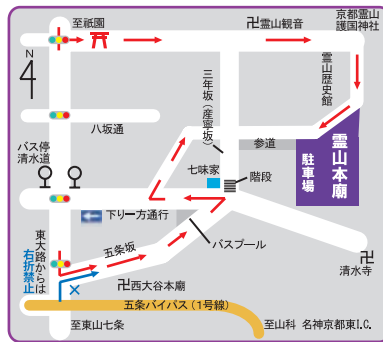 至祇園
卍霊山観音
京都霊山
護国神社
N
三年坂（産寧坂）
霊山歴史館
八坂通
バス停
清水道
参道
霊山本廟
駐車場
七味家
階段
下り一方通行
バスプール
五条坂
東大路からは
右折禁止
卍
清水寺
卍西大谷本廟
五条バイパス（1号線）
至東山七条
至山科 名神京都東I.C.